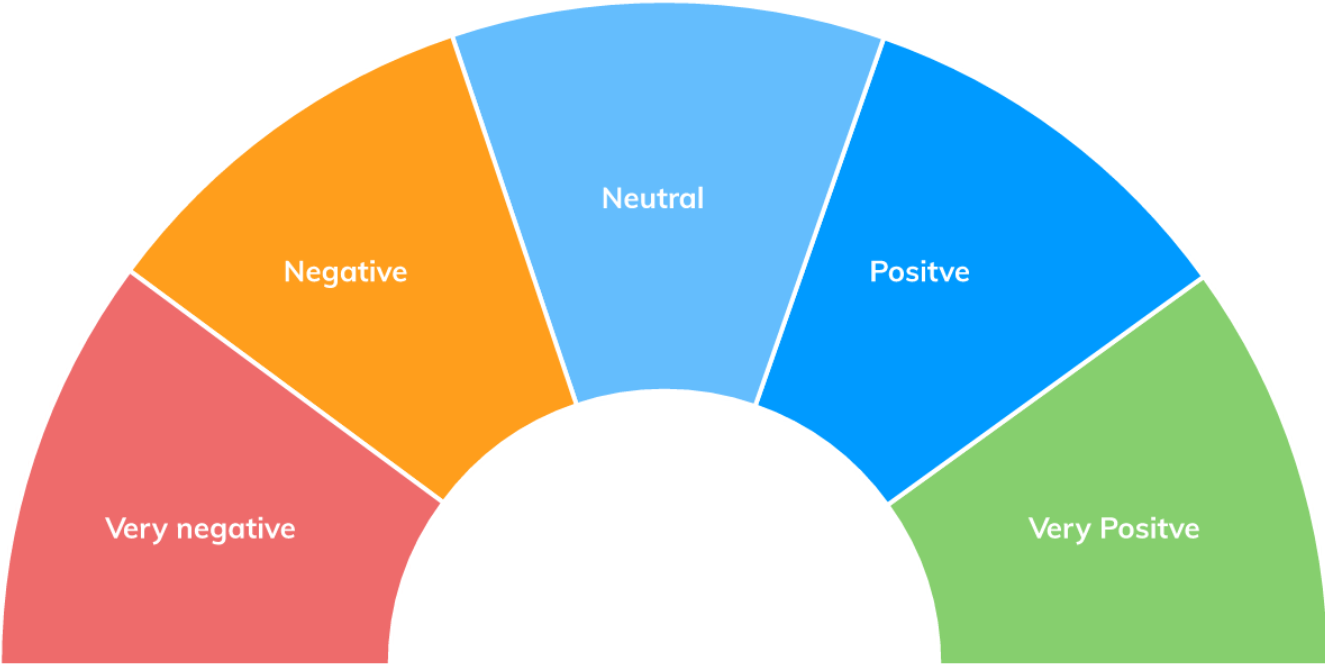 Neutral
Negative
Positve
Very negative
Very Positve